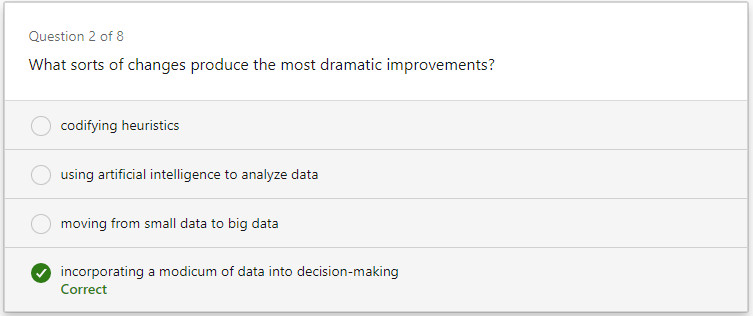 Question 2 of 8
What sorts of changes produce the most dramatic improvements?
codifying heuristics
using artificial intelligence to analyze data
moving from small data to big data
incorporating a modicum of data into decision-making
Correct